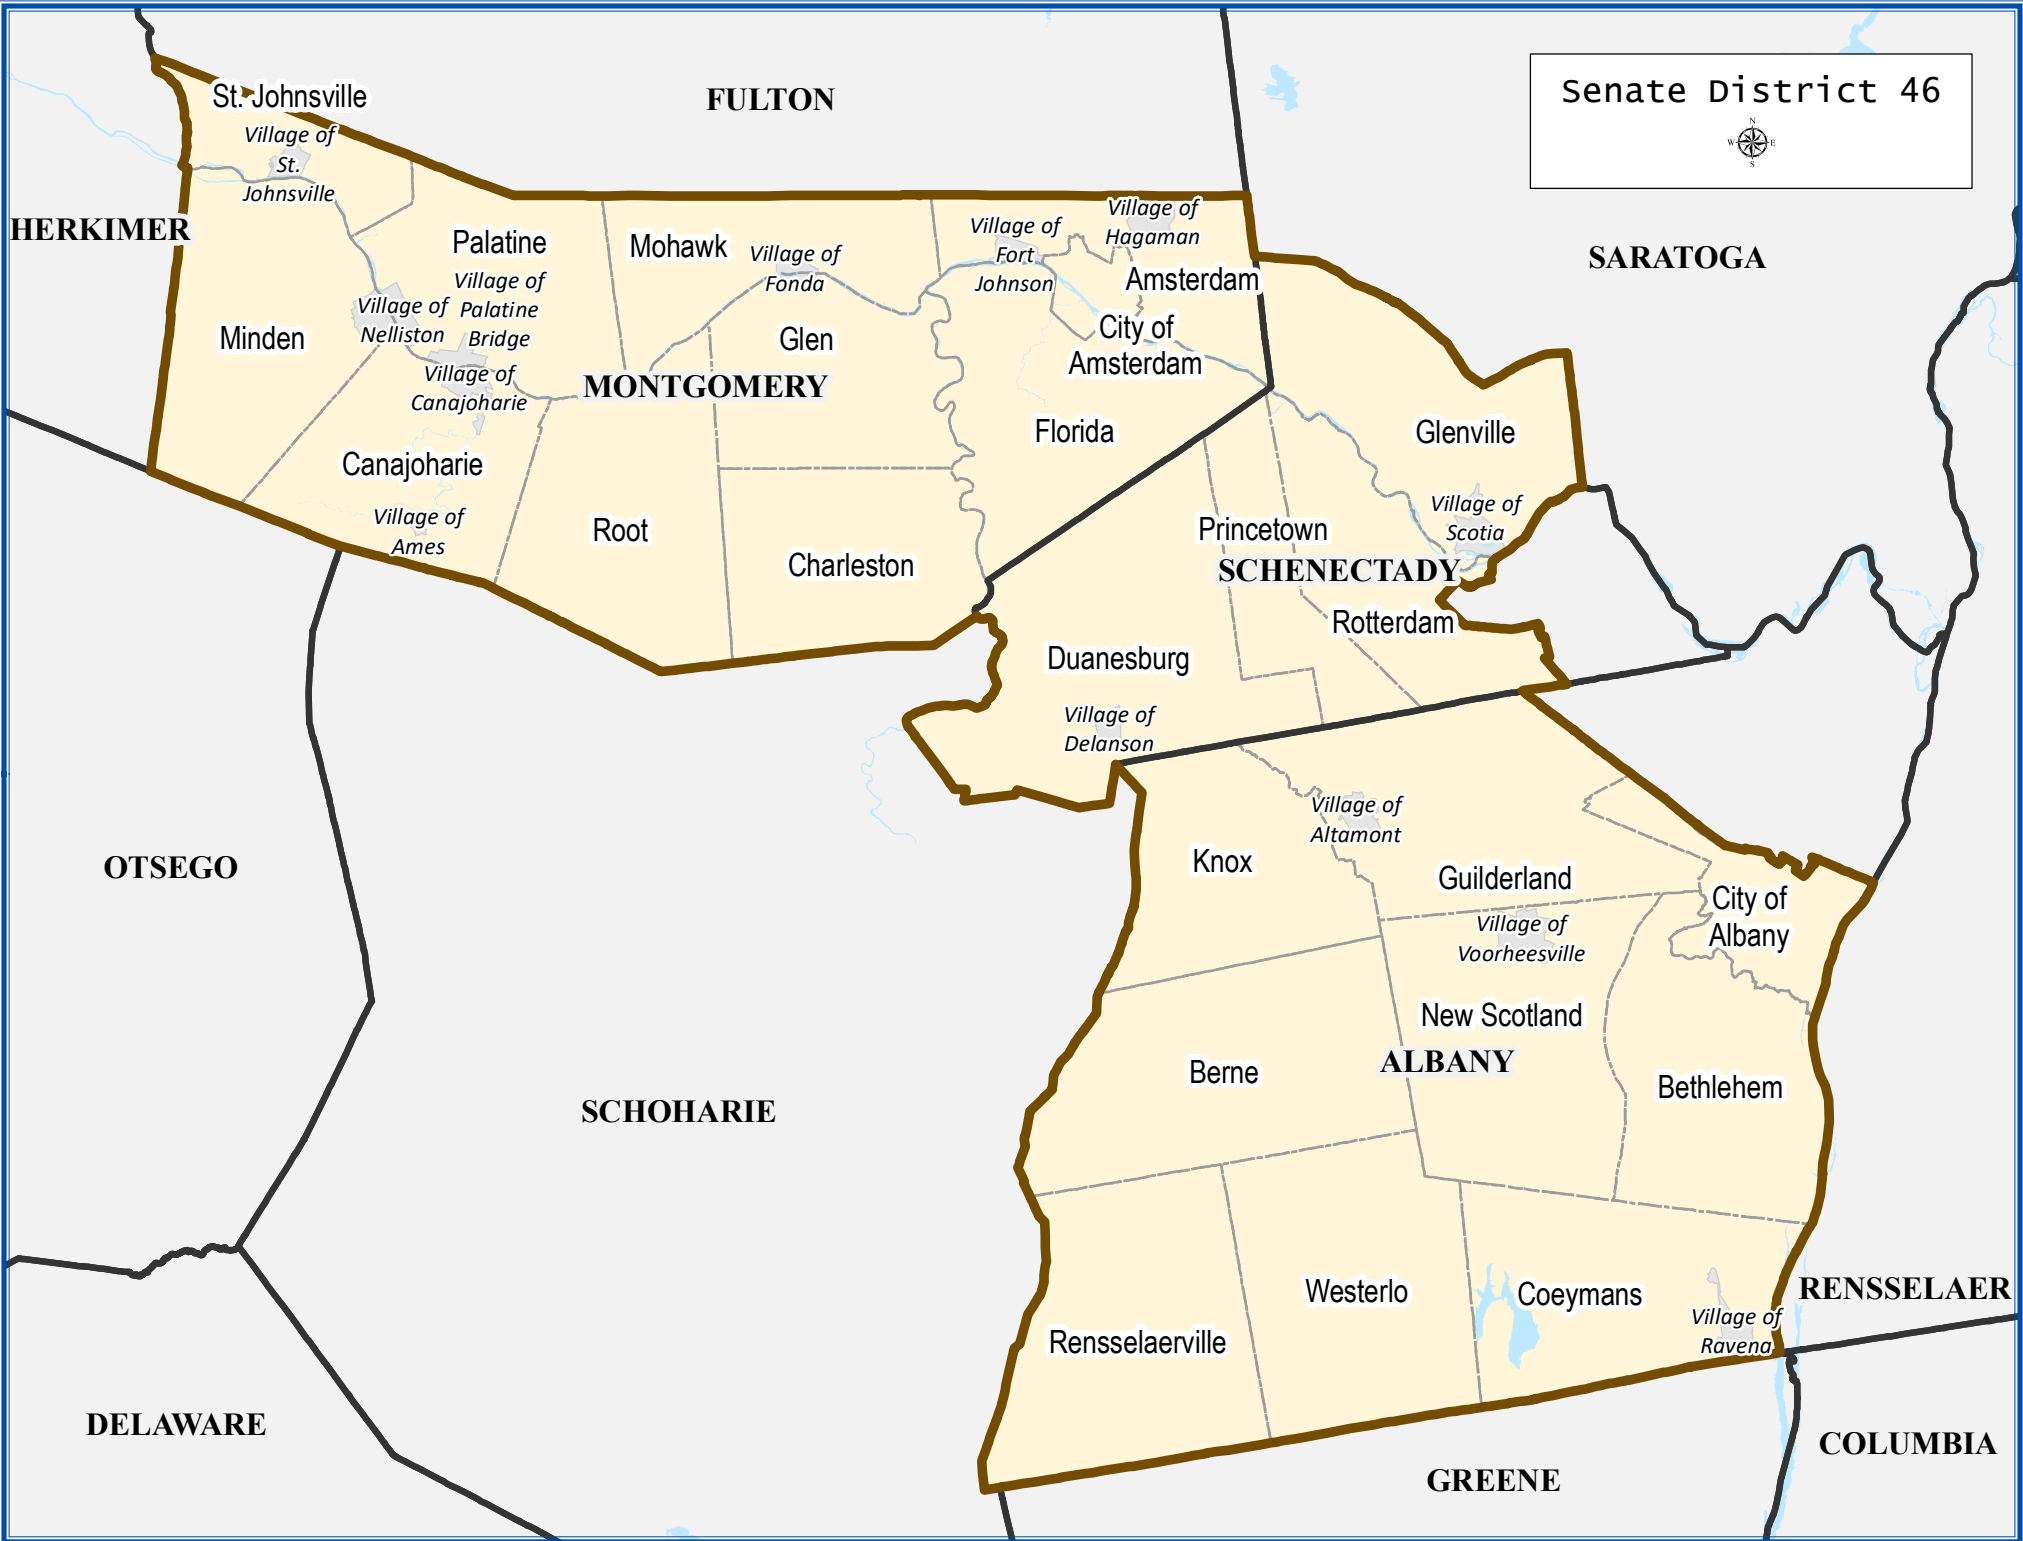 Senate District 46
N
W
E
S
St. Johnsville
Village of
St.
Johnsville
FULTON
HERKIMER
SARATOGA
Palatine
Village of
Palatine
Bridge
Mohawk
Village of
Fonda
Village of
Fort
Johnson
Village of
Hagaman
Amsterdam
City of
Amsterdam
Minden
Village of
Nelliston
Glen
Village of
Canajoharie
MONTGOMERY
Florida
Glenville
Canajoharie
Village of
Ames
Root
Charleston
Village of
Scotia
Princetown
SCHENECTADY
Rotterdam
Duanesburg
Village of
Delanson
OTSEGO
Village of
Altamont
Knox
Guilderland
City of
Albany
Village of
Voorheesville
New Scotland
ALBANY
Berne
Bethlehem
SCHOHARIE
Westerlo
Coeymans
RENSSELAER
Village of
Ravena
Rensselaerville
DELAWARE
GREENE
COLUMBIA